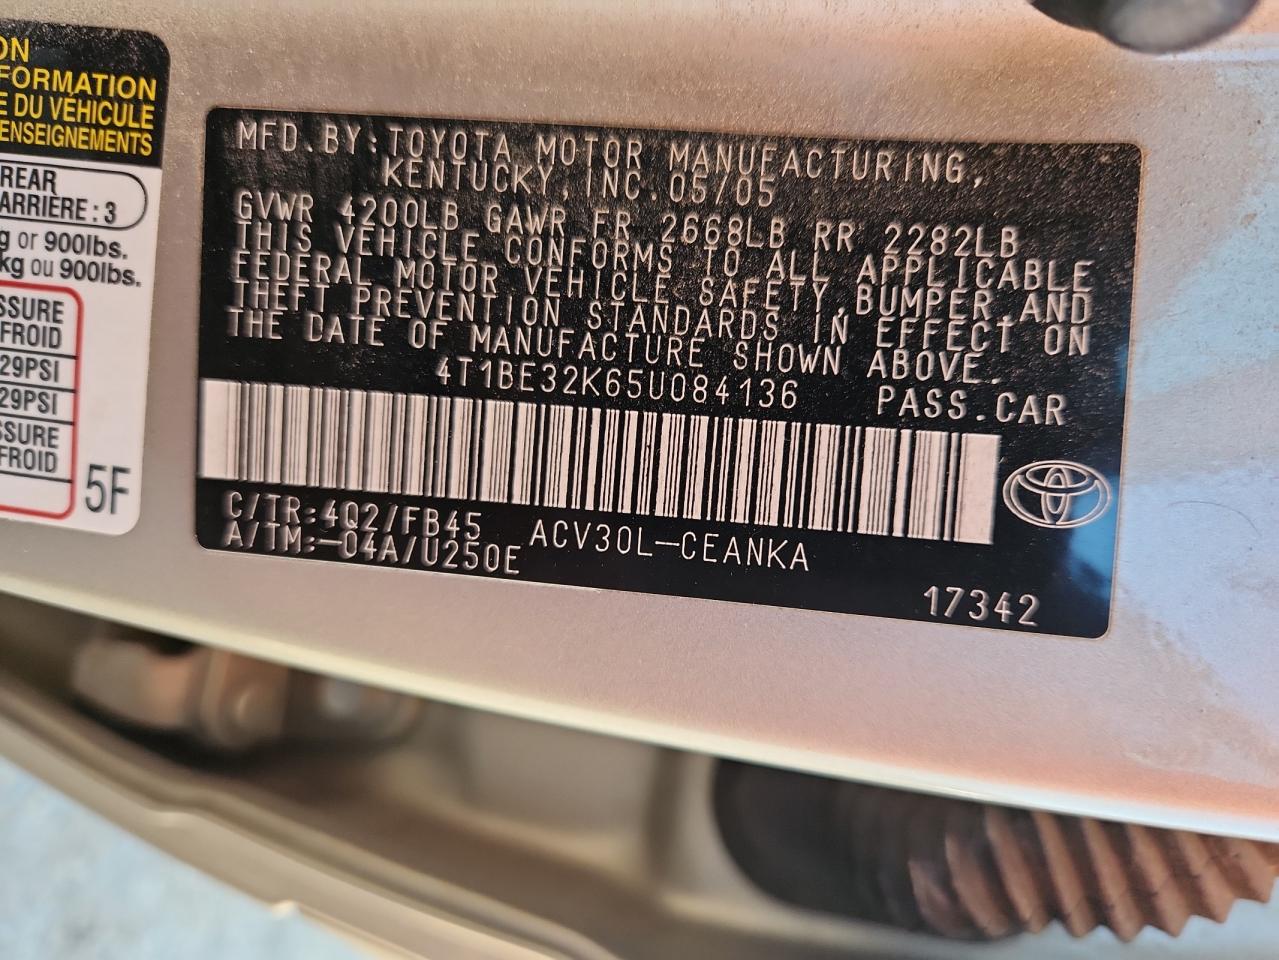 ON
FORMATION
E DU VÉHICULE
ENSEIGNEMENTS
REAR
ARRIÈRE : 3
g or 900lbs.
kg ou 900lbs.
SSURE
FROID
29PSI
29PSI
SSURE
FROID
5F
MFD.BY:TOYOTA MOTOR MANUFACTURING,
KENTUCKY, INC. 05/05
GVWR 4200LB GAWR FR 2668LB RR 2282LB
THIS VEHICLE CONFORMS TO ALL APPLICABLE
FEDERAL MOTOR VEHICLE SAFETY,BUMPER,AND
THEFT PREVENTION STANDARDS IN EFFECT ON
THE DATE OF MANUFACTURE SHOWN ABOVE.
4T1BE32K65U084136 PASS.CAR
C/TR:4Q2/FB45 ACV30L-CEANKA
A/TM:-04A/U250E
17342